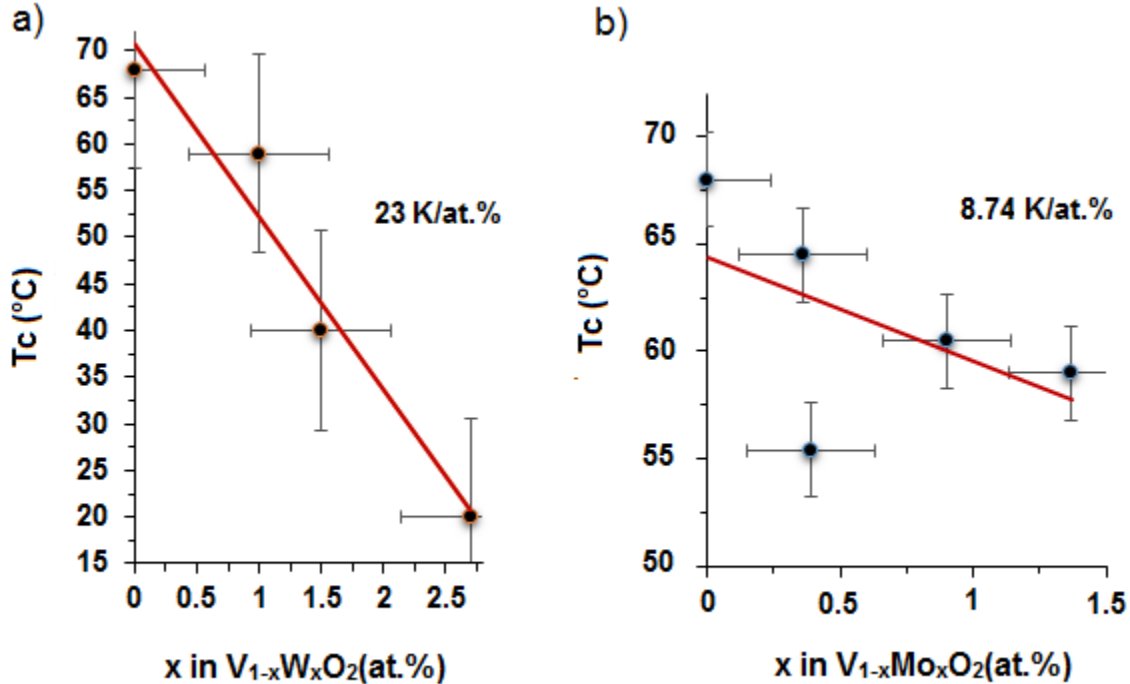 a)
70
65
60
55
50
45
40
35
30
25
20
15
Tc (°C)
23 K/at.%
0 0.5 1 1.5 2 2.5
x in V₁₋ₓWₓO₂(at.%)
b)
70
65
60
55
50
Tc (°C)
8.74 K/at.%
0 0.5 1 1.5
x in V₁₋ₓMoₓO₂(at.%)